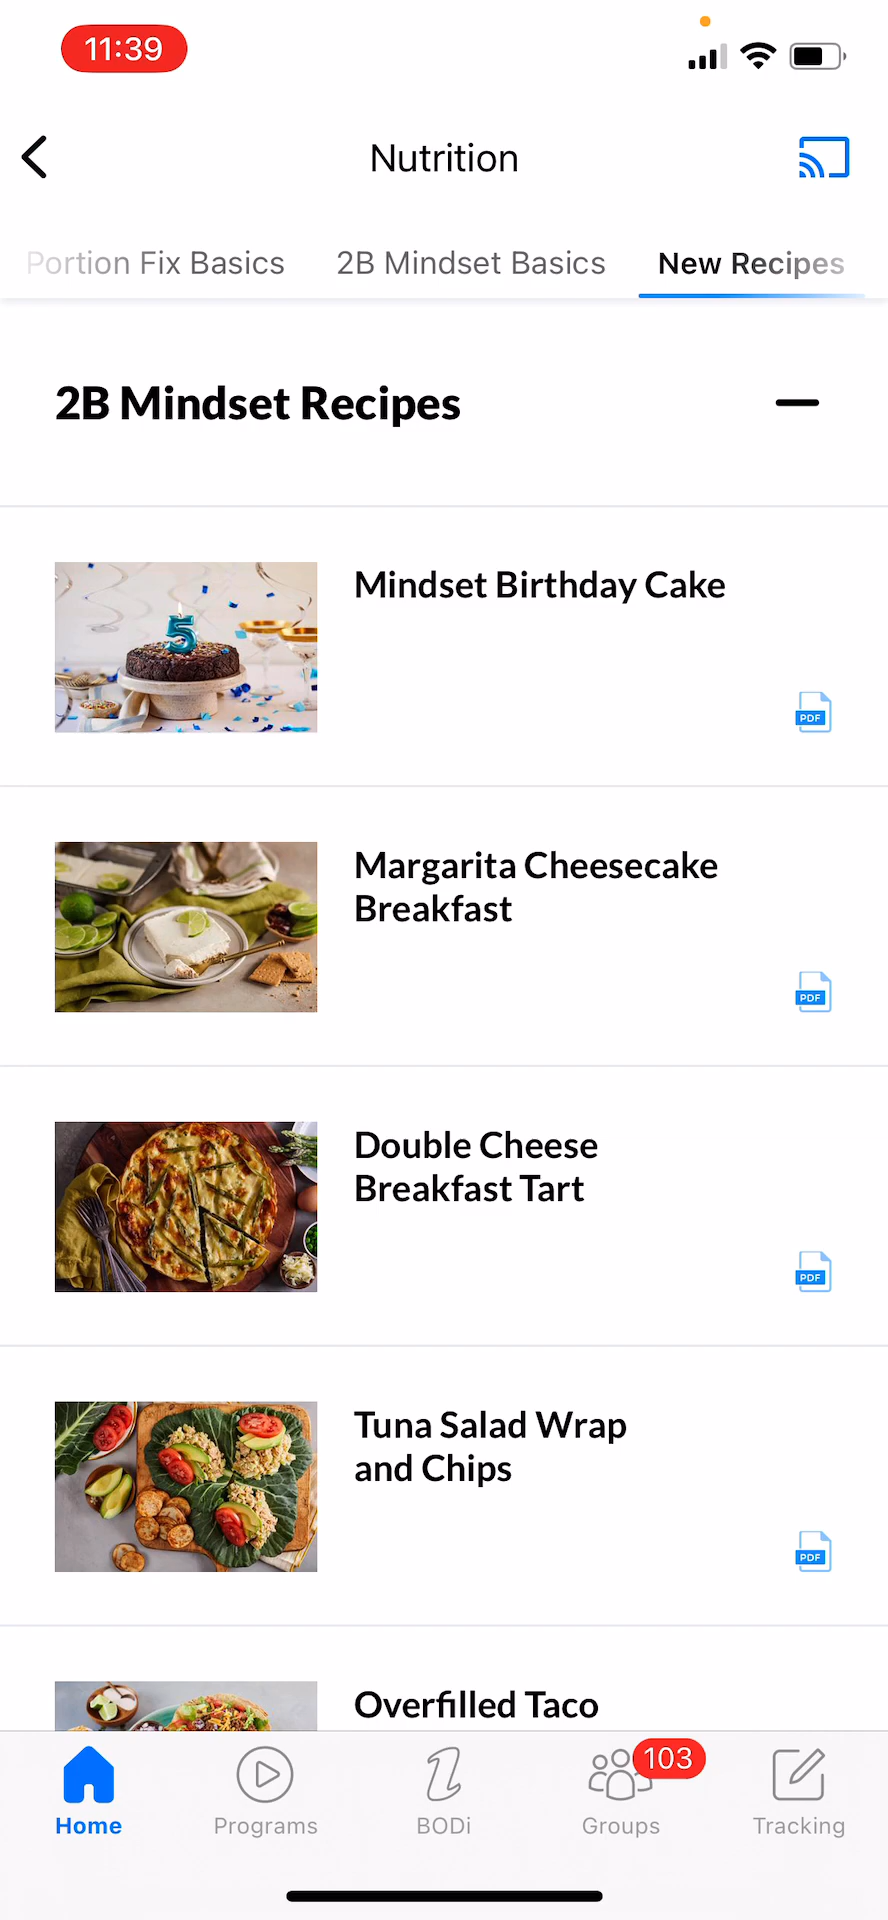 11:39
Nutrition
Portion Fix Basics
2B Mindset Basics
New Recipes
2B Mindset Recipes
5
Mindset Birthday Cake
PDF
Margarita Cheesecake
Breakfast
PDF
Double Cheese
Breakfast Tart
PDF
Tuna Salad Wrap
and Chips
PDF
Overfilled Taco
103
Home
Programs
BODi
Groups
Tracking